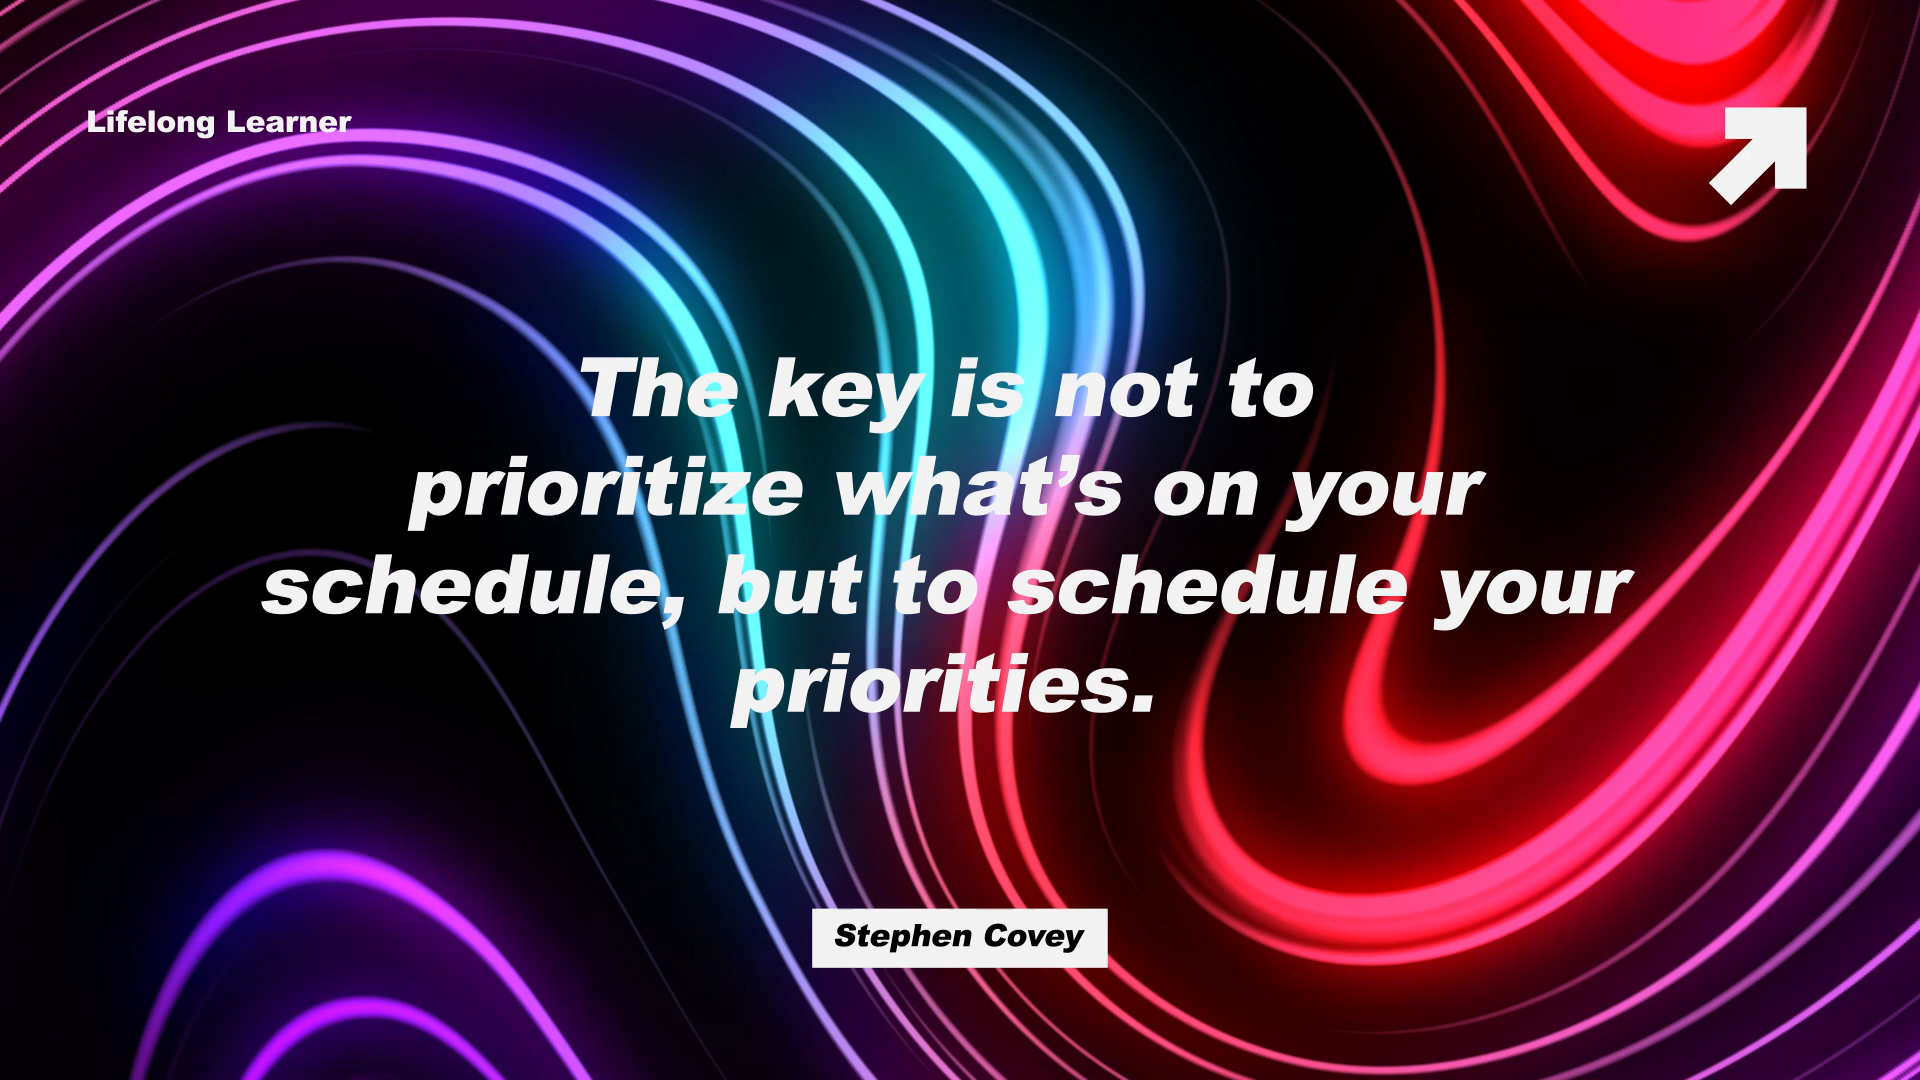 Lifelong Learner
The key is not to
prioritize what’s on your
schedule, but to schedule your
priorities.
Stephen Covey